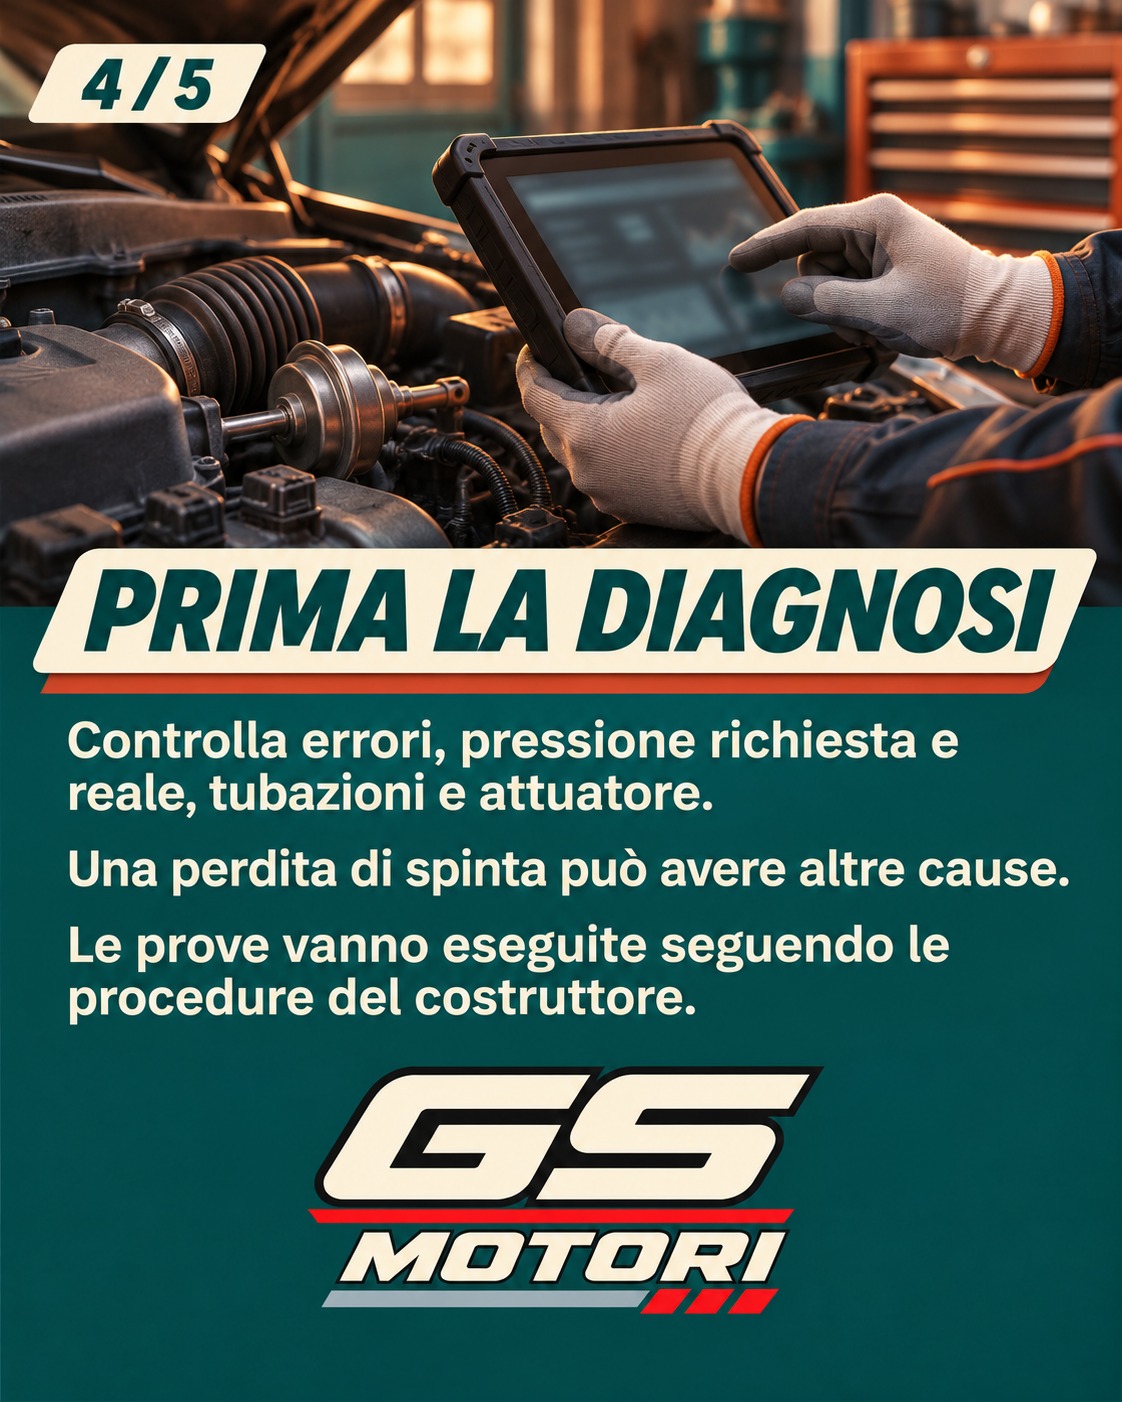 4/5
PRIMA LA DIAGNOSI
Controlla errori, pressione richiesta e
reale, tubazioni e attuatore.
Una perdita di spinta può avere altre cause.
Le prove vanno eseguite seguendo le
procedure del costruttore.
GS
MOTORI